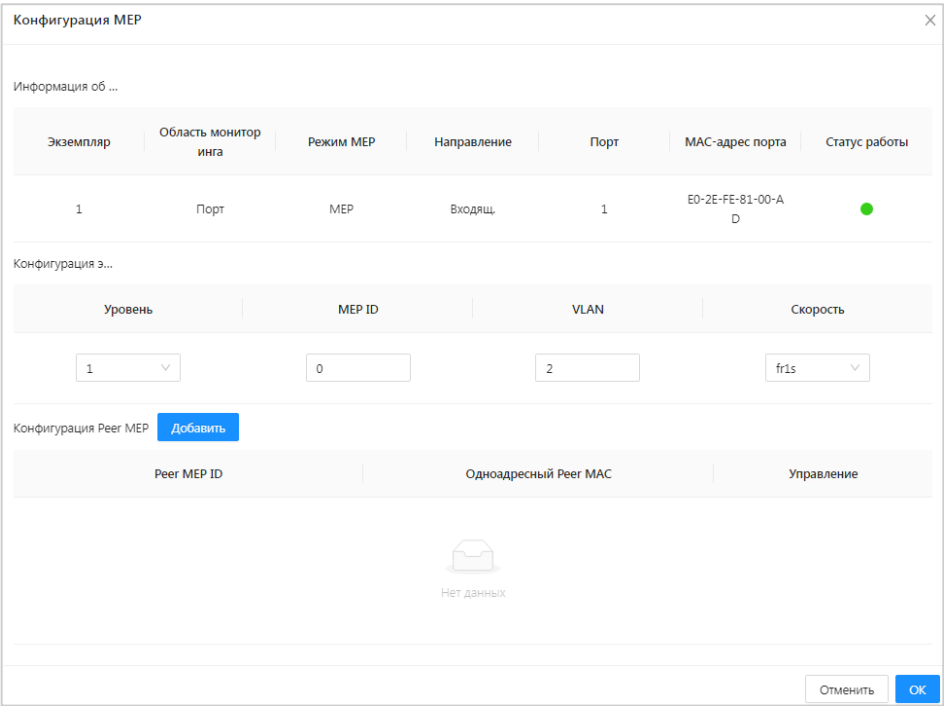 Конфигурация MEP
Информация об ...
Экземпляр
Область монитор
инга
Режим MEP
Направление
Порт
MAC-адрес порта
Статус работы
1
Порт
MEP
Входящ.
1
E0-2E-FE-81-00-A
D
Конфигурация э...
Уровень
MEP ID
VLAN
Скорость
1
0
2
fr1s
Конфигурация Peer MEP
Добавить
Peer MEP ID
Одноадресный Peer MAC
Управление
Нет данных
Отменить
OK